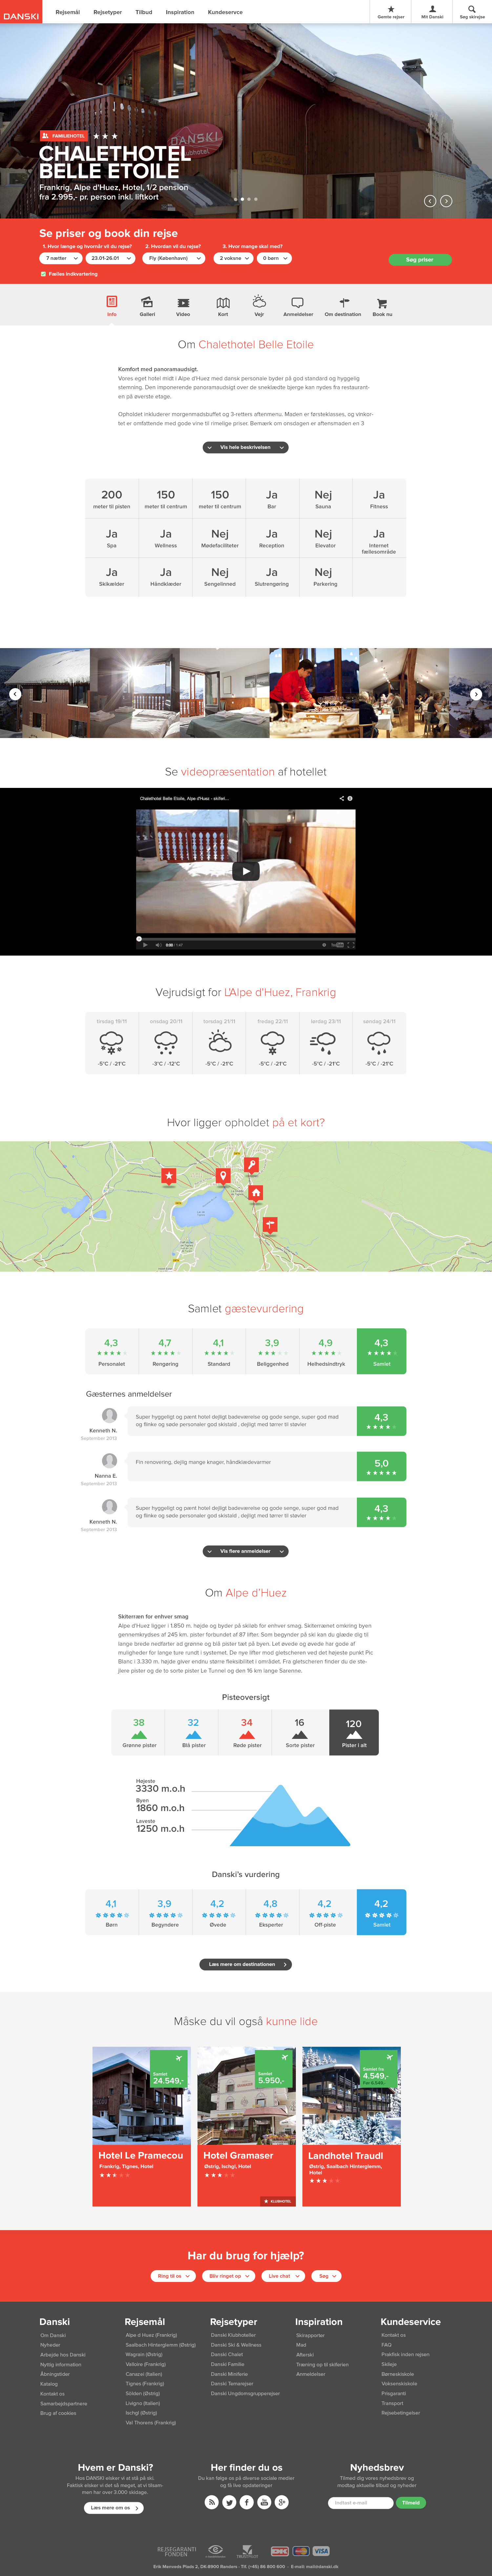 DANSKI
Rejsemål Rejsetyper Tilbud Inspiration Kundeservce
Gemte rejser Mit Danski Søg skirejse
FAMILIEHOTEL
CHALETHOTEL
BELLE ETOILE
Frankrig, Alpe d'Huez, Hotel, 1/2 pension
fra 2.995,- pr. person inkl. liftkort
Søg priser og book din rejse
1. Hvor længe og hvornår vil du rejse? 2. Hvordan vil du rejse? 3. Hvor mange skal med?
7 nætter 23.01-26.01 Fly (København) 2 voksne 0 børn Søg priser
Fælles indkvartering
Info Galleri Video Kort Vejr Anmeldelser Om destination Book nu
Om Chalethotel Belle Etoile
Komfort med panoramaudsigt.
Vores eget hotel midt i Alpe d'Huez med dansk personale byder på god standard og hyggelig
stemning. Den imponerende panoramaudsigt over de sneklædte bjerge kan nydes fra restaurant-
en på øverste etage.
Opholdet inkluderer morgenmadsbuffet og 3-retters aftenmenu. Maden er førsteklasses, og vinkor-
tet er omfattende med gode vine til rimelige priser. Bemærk om onsdagen er aftensmaden en 3
Vis hele beskrivelsen
200 150 150 Ja Nej Ja
meter til pisten meter til centrum meter til centrum Bar Sauna Fitness
Ja Ja Nej Ja Nej Ja
Spa Wellness Mødefaciliteter Reception Elevator Internet
fællesområde
Ja Ja Nej Ja Nej
Skikælder Håndklæder Sengelinned Slutrengøring Parkering
Se videopræsentation af hotellet
Chalethotel Belle Etoile, Alpe d'Huez - skiferi...
0:00 / 1:47 YouTube
Vejrudsigt for L'Alpe d'Huez, Frankrig
tirsdag 19/11 onsdag 20/11 torsdag 21/11 fredag 22/11 lørdag 23/11 søndag 24/11
-5°C / -21°C -3°C / -12°C -5°C / -21°C -5°C / -21°C -5°C / -21°C -5°C / -21°C
Hvor ligger opholdet på et kort?
Samlet gæstevurdering
4,3 4,7 4,1 3,9 4,9 4,3
Personalet Rengøring Standard Beliggenhed Helhedsindtryk Samlet
Gæsternes anmeldelser
Super hyggeligt og pænt hotel dejligt badeværelse og gode senge, super god mad
og flinke og søde personaler god skistald , dejligt med tørrer til støvler
4,3
Kenneth N.
September 2013
Fin renovering, dejlig mange knager, håndklædevarmer
5,0
Nanna E.
September 2013
Super hyggeligt og pænt hotel dejligt badeværelse og gode senge, super god mad
og flinke og søde personaler god skistald , dejligt med tørrer til støvler
4,3
Kenneth N.
September 2013
Vis flere anmeldelser
Om Alpe d'Huez
Skiterræn for enhver smag
Alpe d'Huez ligger i 1.850 m. højde og byder på skiløb for enhver smag. Skiterrænet omkring byen
gennemkrydses af 245 km. pister forbundet af 87 lifter. Som begynder på ski kan du glæde dig til
lange brede nedfarter ad grønne og blå pister tæt på byen. Let øvede og øvede har gode og
muligheder for lange ture rundt i systemet. De nye lifter mod gletscheren ved det højeste punkt Pic
Blanc i 3.330 m. højde giver endnu større fleksibilitet i området. Fra gletscheren finder du de ste-
jlere pister og de to sorte pister Le Tunnel og den 16 km lange Sarenne.
Pisteoversigt
38 32 34 16 120
Grønne pister Blå pister Røde pister Sorte pister Pister i alt
Højeste
3330 m.o.h
Byen
1860 m.o.h
Laveste
1250 m.o.h
Danski's vurdering
4,1 3,9 4,2 4,8 4,2 4,2
Børn Begyndere Øvede Eksperter Off-piste Samlet
Læs mere om destinationen
Måske du vil også kunne lide
Samlet
24.549,-
Hotel Le Pramecou
Frankrig, Tignes, Hotel
Samlet
5.950,-
Hotel Gramaser
Østrig, Ischgl, Hotel
KLUBHOTEL
Samlet fra
4.549,-
Landhotel Traudl
Østrig, Saalbach Hinterglemm,
Hotel
Har du brug for hjælp?
Ring til os Bliv ringet op Live chat Søg
Danski
Om Danski
Nyheder
Arbejde hos Danski
Nyttig information
Åbningstider
Katalog
Kontakt os
Samarbejdspartnere
Brug af cookies
Rejsemål
Alpe d Huez (Frankrig)
Saalbach Hinterglemm (Østrig)
Wagrain (Østrig)
Valloire (Frankrig)
Canazei (Italien)
Tignes (Frankrig)
Sölden (Østrig)
Livigno (Italien)
Ischgl (Østrig)
Val Thorens (Frankrig)
Rejsetyper
Danski Klubhoteller
Danski Ski & Wellness
Danski Chalet
Danski Familie
Danski Miniferie
Danski Temarejser
Danski Ungdomsgrupperejser
Inspiration
Skirapporter
Mad
Afterski
Træning op til skiferien
Anmeldelser
Kundeservice
Kontakt os
FAQ
Praktisk inden rejsen
Skileje
Børneskiskole
Voksenskiskole
Prisgaranti
Transport
Rejsebetingelser
Hvem er Danski?
Hos DANSKI elsker vi at stå på ski.
Faktisk elsker vi det så meget, at vi tilsam-
men har over 3.000 skidage.
Læs mere om os
Her finder du os
Du kan følge os på diverse sociale medier
og få live opdateringer
Nyhedsbrev
Tilmeld dig vores nyhedsbrev og
modtag aktuelle tilbud og nyheder
Indtast e-mail Tilmeld
REJSEGARANTI
FONDEN
VISA
Erik Menveds Plads 2, DK-8900 Randers · Tlf. (+45) 86 800 600 | E-mail: mail@danski.dk